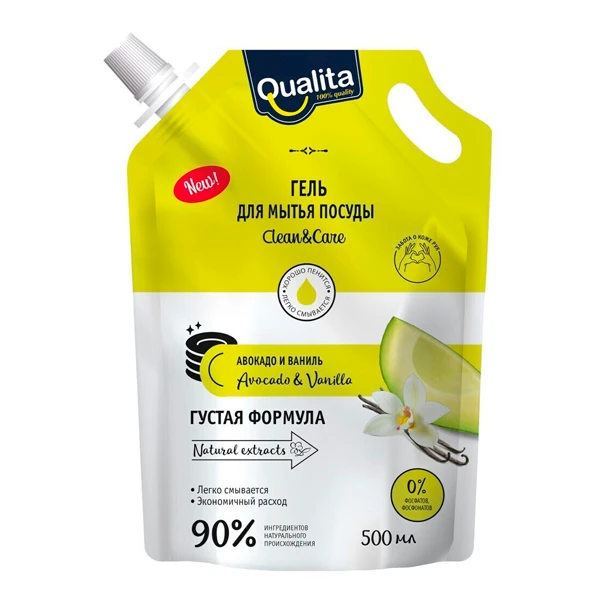 Qualita
100% quality
New!
ГЕЛЬ
ДЛЯ МЫТЬЯ ПОСУДЫ
Clean&Care
ЗАБОТА О КОЖЕ РУК
ХОРОШО ПЕНИТСЯ
ЛЕГКО СМЫВАЕТСЯ
АВОКАДО И ВАНИЛЬ
Avocado & Vanilla
ГУСТАЯ ФОРМУЛА
Natural extracts
• Легко смывается
• Экономичный расход
0%
ФОСФАТОВ,
ФОСФОНАТОВ
90%
ИНГРЕДИЕНТОВ
НАТУРАЛЬНОГО
ПРОИСХОЖДЕНИЯ
500 мл